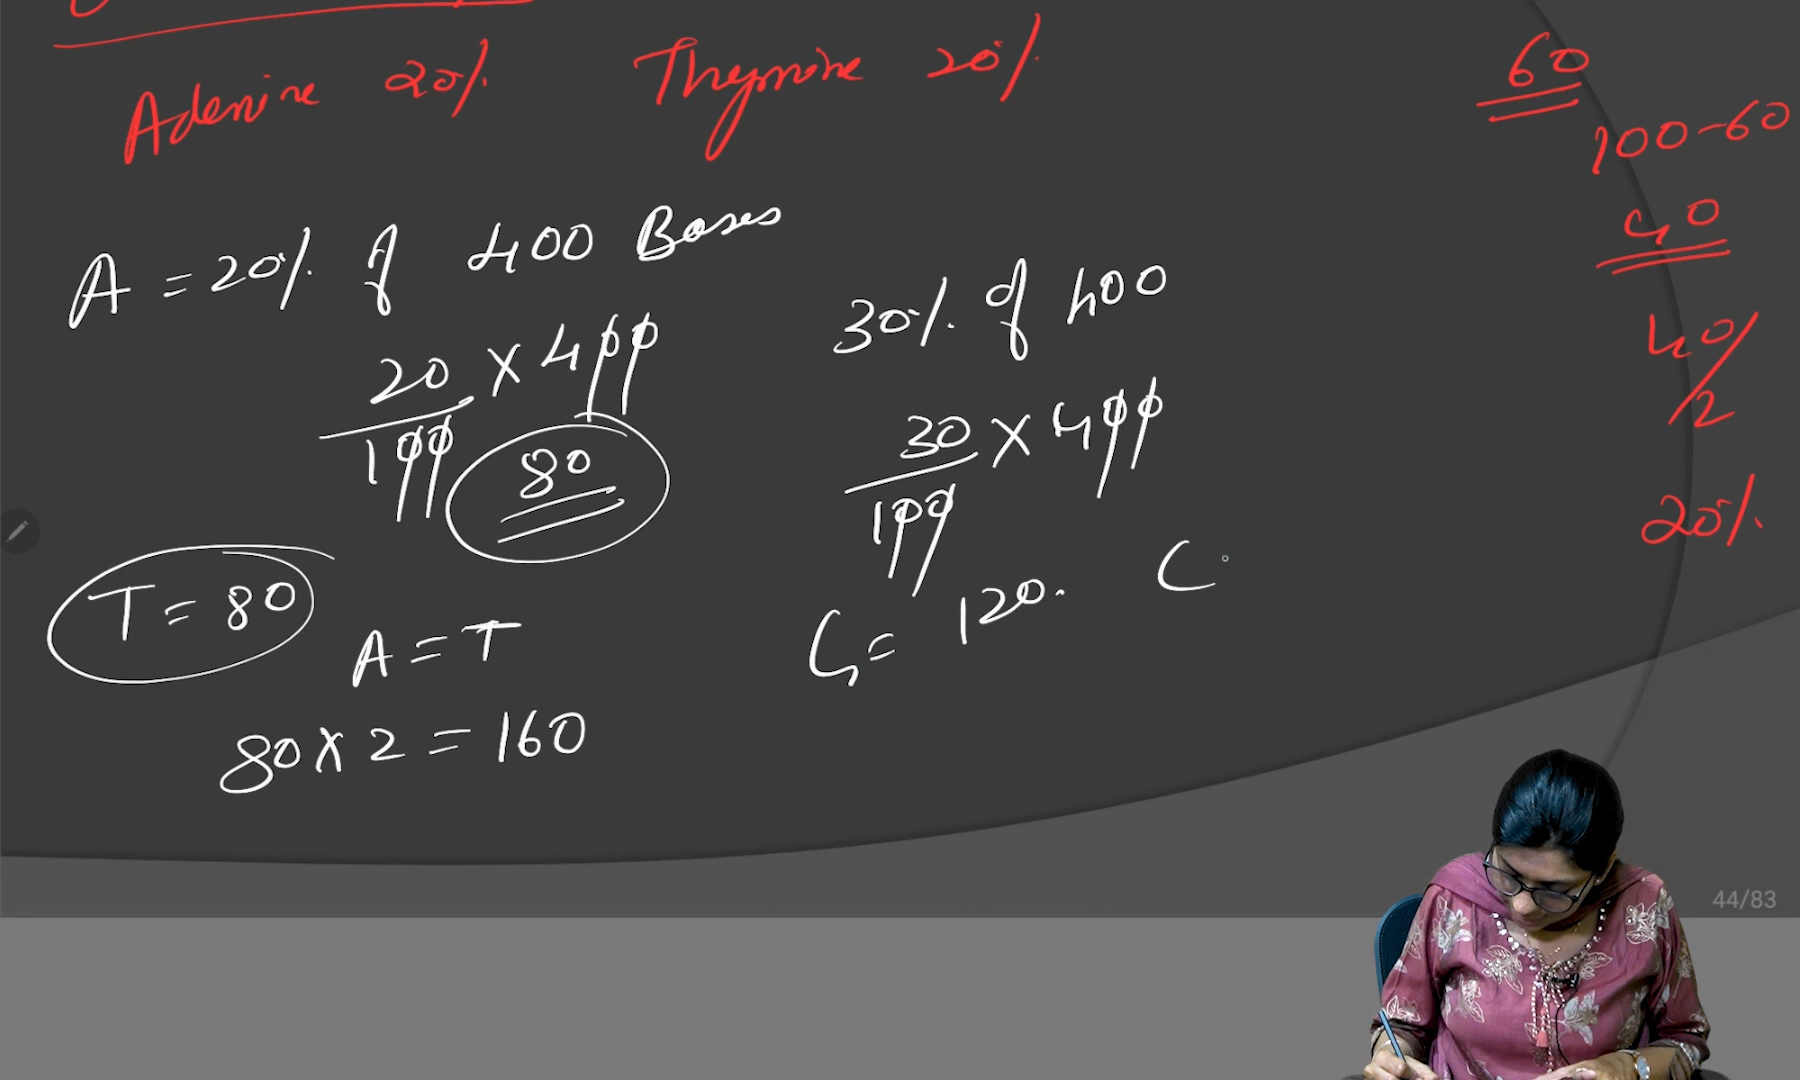 Adenine 20% Thymine 20%
60
100-60
40
40/2
20%
A = 20% of 400 Bases
20/100 x 400
80
T = 80
A = T
80 x 2 = 160
30% of 400
30/100 x 400
G = 120. C
44/83